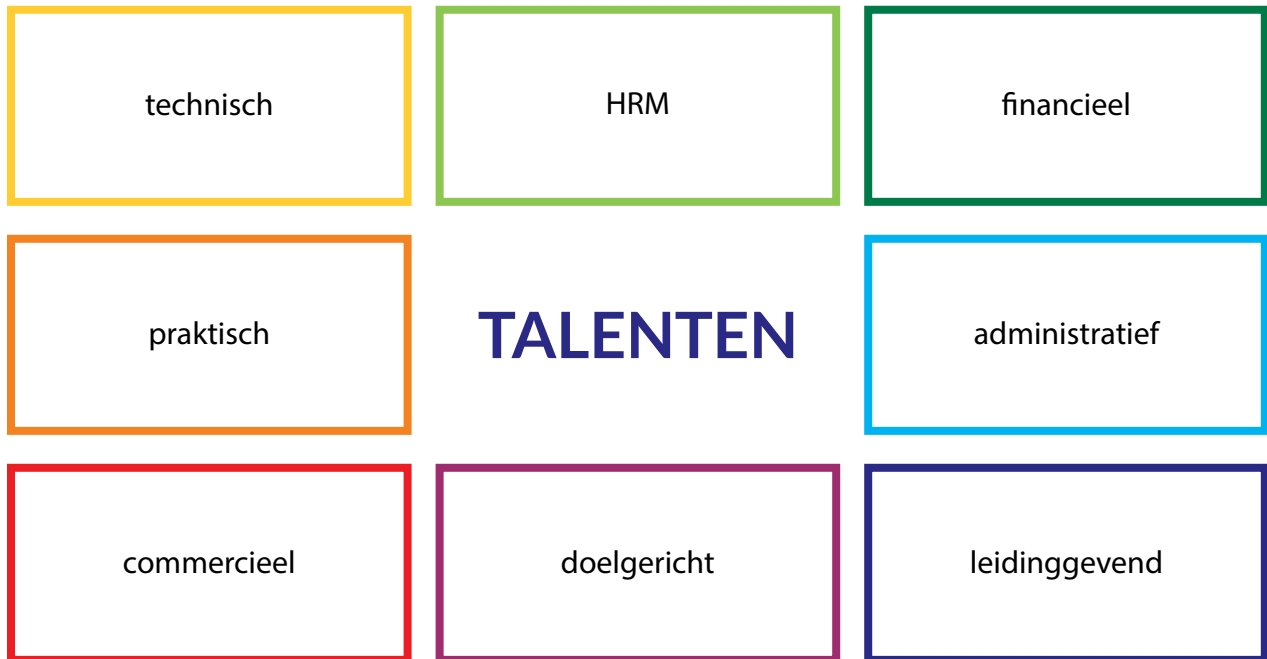 technisch
HRM
financieel
praktisch
TALENTEN
administratief
commercieel
doelgericht
leidinggevend